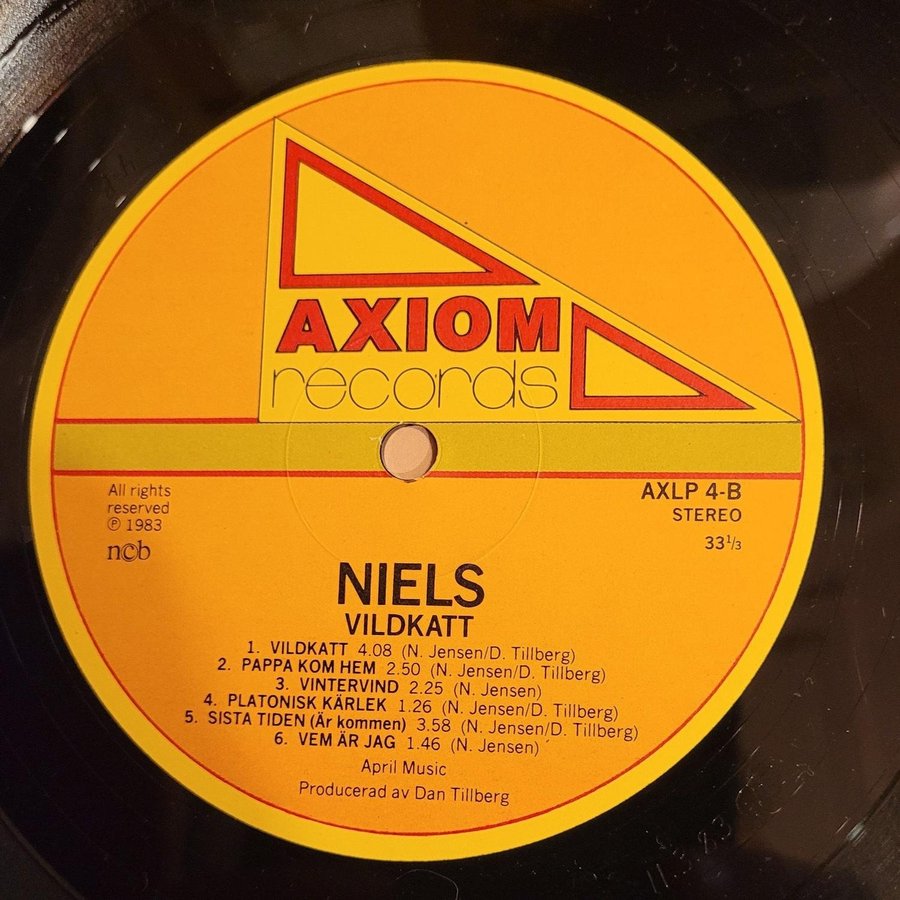 AXIOM
records
All rights
reserved
℗ 1983
ncb
AXLP 4-B
STEREO
33⅓
NIELS
VILDKATT
1. VILDKATT 4.08 (N. Jensen/D. Tillberg)
2. PAPPA KOM HEM 2.50 (N. Jensen/D. Tillberg)
3. VINTERVIND 2.25 (N. Jensen)
4. PLATONISK KÄRLEK 1.26 (N. Jensen/D. Tillberg)
5. SISTA TIDEN (Är kommen) 3.58 (N. Jensen/D. Tillberg)
6. VEM ÄR JAG 1.46 (N. Jensen)
April Music
Producerad av Dan Tillberg